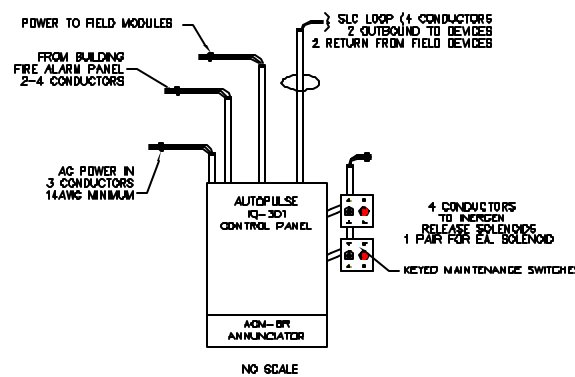 POWER TO FIELD MODULES
SLC LOOP (4 CONDUCTORS
2 OUTBOUND TO DEVICES
2 RETURN FROM FIELD DEVICES
FROM BUILDING
FIRE ALARM PANEL
2-4 CONDUCTORS
AC POWER IN
3 CONDUCTORS
14AWG MINIMUM
AUTOPULSE
IQ-301
CONTROL PANEL
4 CONDUCTORS
TO INERGEN
RELEASE SOLENOIDS
1 PAIR FOR EA. SOLENOID
KEYED MAINTENANCE SWITCHES
ACM-8R
ANNUNCIATOR
NO SCALE